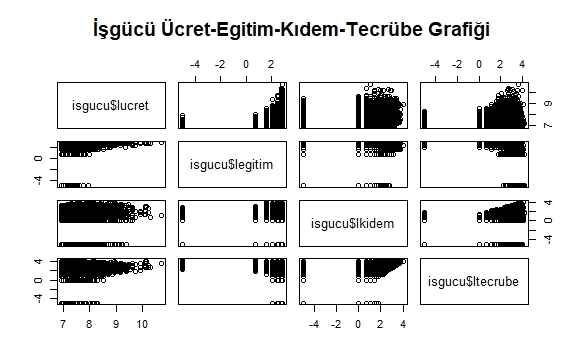 İşgücü Ücret-Egitim-Kıdem-Tecrübe Grafiği
-4 -2 0 2 -4 -2 0 2 4
isgucu$lucret
7 9
isgucu$legitim
-4 0
isgucu$lkidem
-4 0 4
isgucu$ltecrube
-4 0 4
7 8 9 10 -4 -2 0 2 4